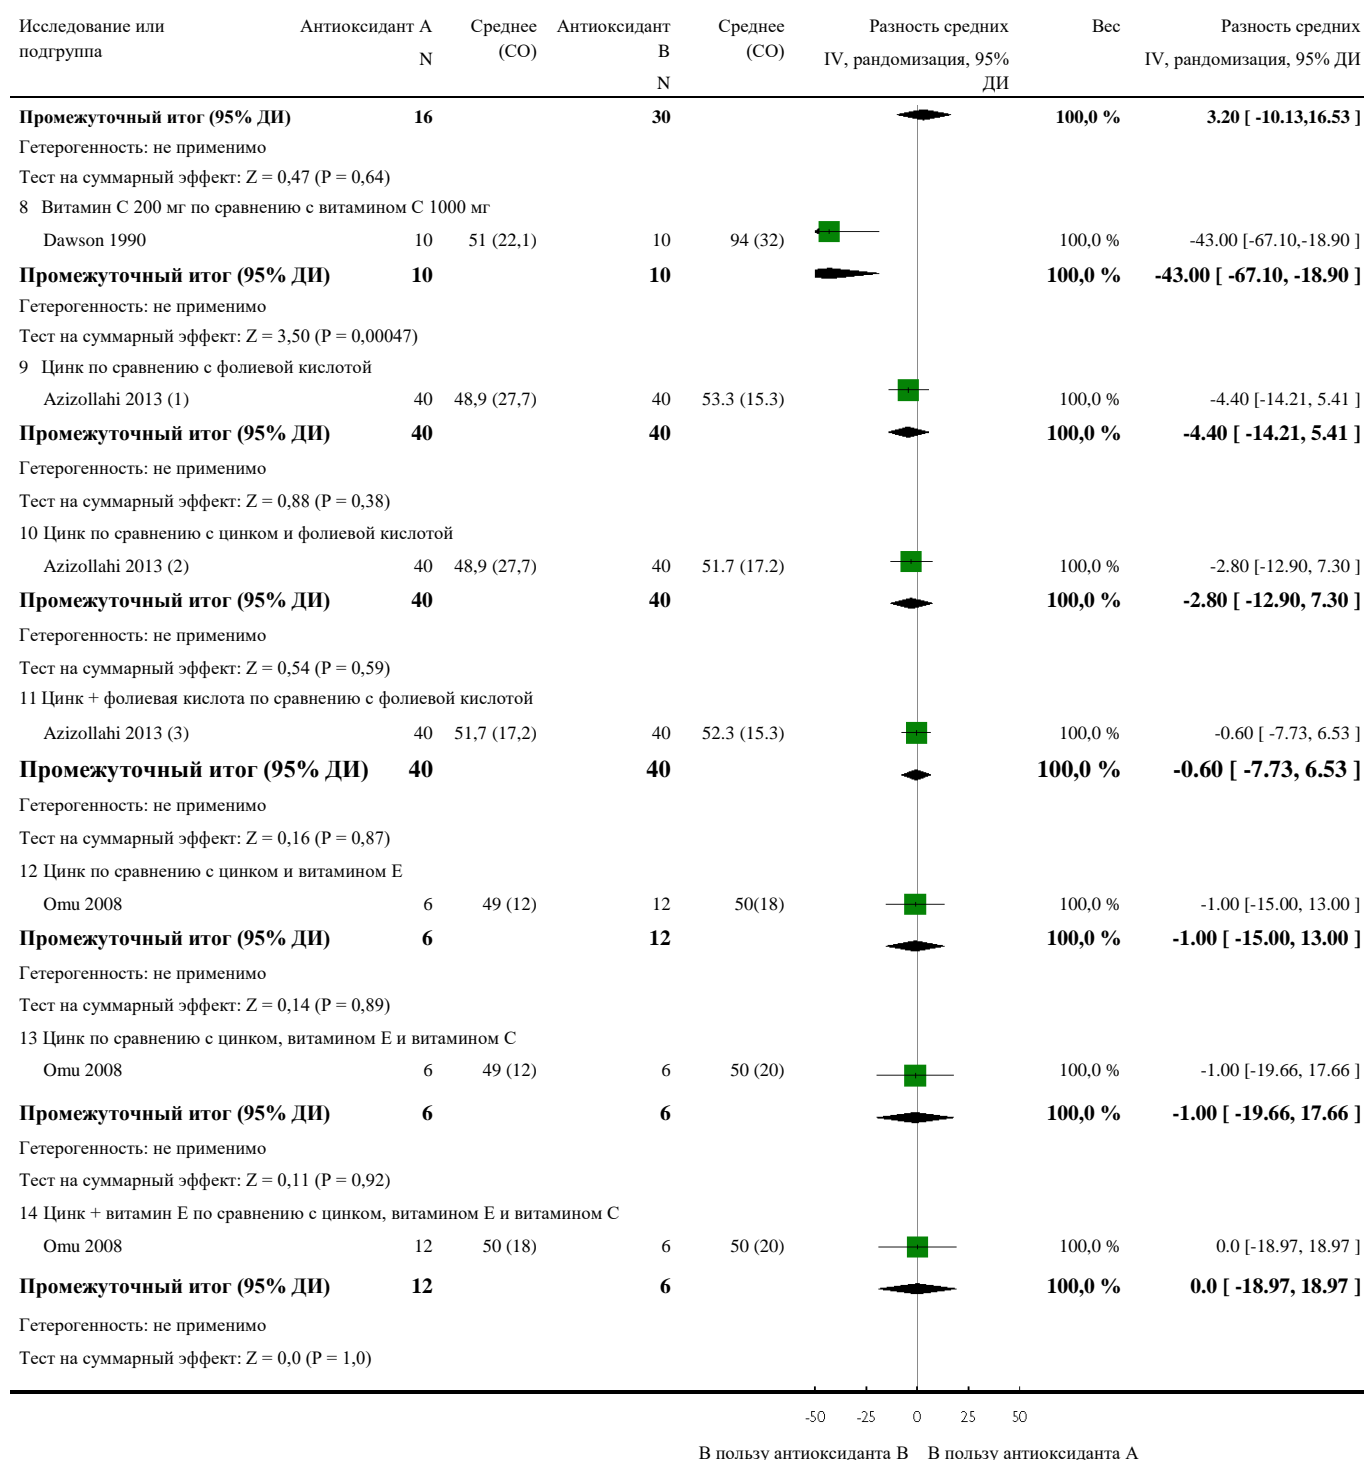 Исследование или подгруппа Антиоксидант А N Среднее (СО) Антиоксидант В N Среднее (СО) Разность средних IV, рандомизация, 95% ДИ Вес Разность средних IV, рандомизация, 95% ДИ
Промежуточный итог (95% ДИ) 16 30 100,0 % 3.20 [ -10.13,16.53 ]
Гетерогенность: не применимо
Тест на суммарный эффект: Z = 0,47 (P = 0,64)
8 Витамин С 200 мг по сравнению с витамином С 1000 мг
Dawson 1990 10 51 (22,1) 10 94 (32) 100,0 % -43.00 [-67.10,-18.90 ]
Промежуточный итог (95% ДИ) 10 10 100,0 % -43.00 [ -67.10, -18.90 ]
Гетерогенность: не применимо
Тест на суммарный эффект: Z = 3,50 (P = 0,00047)
9 Цинк по сравнению с фолиевой кислотой
Azizollahi 2013 (1) 40 48,9 (27,7) 40 53.3 (15.3) 100,0 % -4.40 [-14.21, 5.41 ]
Промежуточный итог (95% ДИ) 40 40 100,0 % -4.40 [ -14.21, 5.41 ]
Гетерогенность: не применимо
Тест на суммарный эффект: Z = 0,88 (P = 0,38)
10 Цинк по сравнению с цинком и фолиевой кислотой
Azizollahi 2013 (2) 40 48,9 (27,7) 40 51.7 (17.2) 100,0 % -2.80 [-12.90, 7.30 ]
Промежуточный итог (95% ДИ) 40 40 100,0 % -2.80 [ -12.90, 7.30 ]
Гетерогенность: не применимо
Тест на суммарный эффект: Z = 0,54 (P = 0,59)
11 Цинк + фолиевая кислота по сравнению с фолиевой кислотой
Azizollahi 2013 (3) 40 51,7 (17,2) 40 52.3 (15.3) 100,0 % -0.60 [ -7.73, 6.53 ]
Промежуточный итог (95% ДИ) 40 40 100,0 % -0.60 [ -7.73, 6.53 ]
Гетерогенность: не применимо
Тест на суммарный эффект: Z = 0,16 (P = 0,87)
12 Цинк по сравнению с цинком и витамином Е
Omu 2008 6 49 (12) 12 50(18) 100,0 % -1.00 [-15.00, 13.00 ]
Промежуточный итог (95% ДИ) 6 12 100,0 % -1.00 [ -15.00, 13.00 ]
Гетерогенность: не применимо
Тест на суммарный эффект: Z = 0,14 (P = 0,89)
13 Цинк по сравнению с цинком, витамином Е и витамином С
Omu 2008 6 49 (12) 6 50 (20) 100,0 % -1.00 [-19.66, 17.66 ]
Промежуточный итог (95% ДИ) 6 6 100,0 % -1.00 [ -19.66, 17.66 ]
Гетерогенность: не применимо
Тест на суммарный эффект: Z = 0,11 (P = 0,92)
14 Цинк + витамин Е по сравнению с цинком, витамином Е и витамином С
Omu 2008 12 50 (18) 6 50 (20) 100,0 % 0.0 [-18.97, 18.97 ]
Промежуточный итог (95% ДИ) 12 6 100,0 % 0.0 [ -18.97, 18.97 ]
Гетерогенность: не применимо
Тест на суммарный эффект: Z = 0,0 (P = 1,0)
-50 -25 0 25 50
В пользу антиоксиданта В В пользу антиоксиданта А